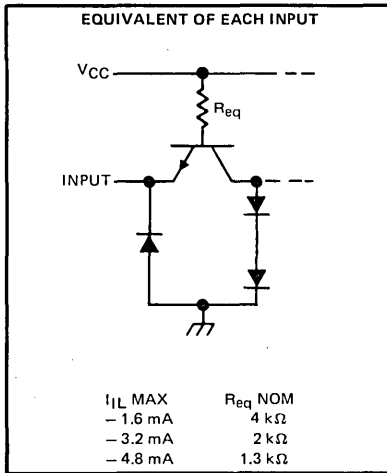 EQUIVALENT OF EACH INPUT
VCC
Req
INPUT
IIL MAX Req NOM
– 1.6 mA 4 kΩ
– 3.2 mA 2 kΩ
– 4.8 mA 1.3 kΩ